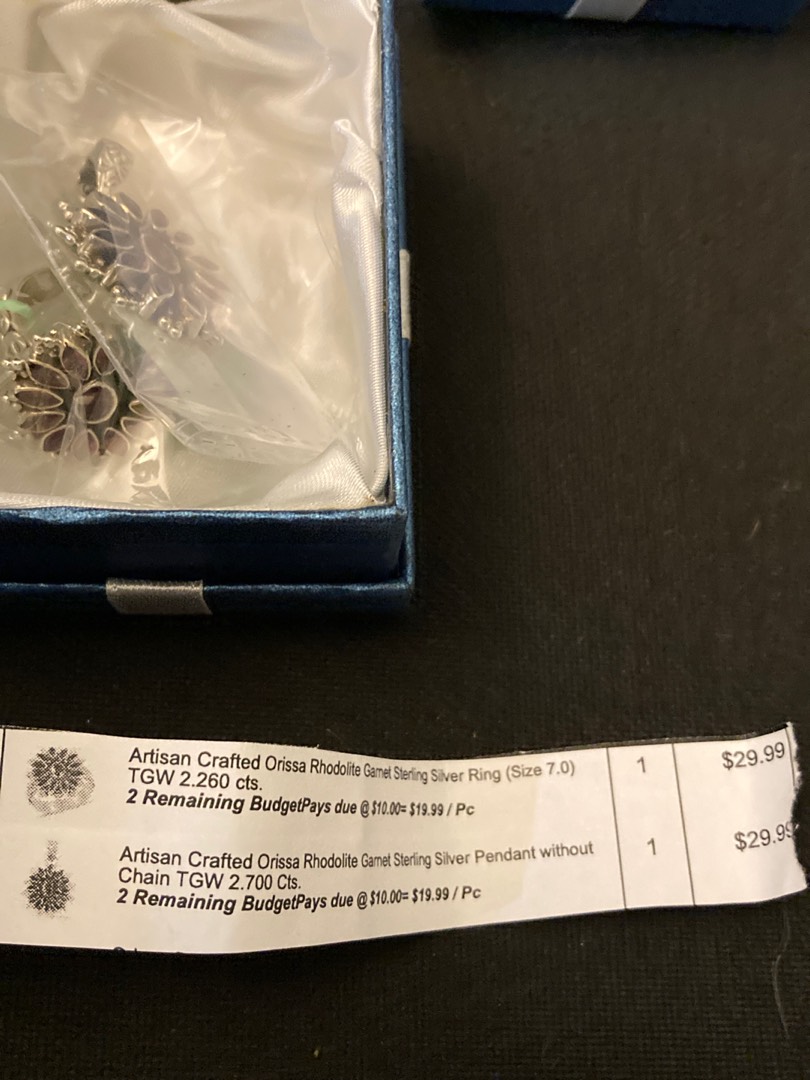 Artisan Crafted Orissa Rhodolite Garnet Sterling Silver Ring (Size 7.0) 1 $29.99
TGW 2.260 cts.
2 Remaining BudgetPays due @ $10.00= $19.99 / Pc
Artisan Crafted Orissa Rhodolite Garnet Sterling Silver Pendant without 1 $29.99
Chain TGW 2.700 Cts.
2 Remaining BudgetPays due @ $10.00= $19.99 / Pc